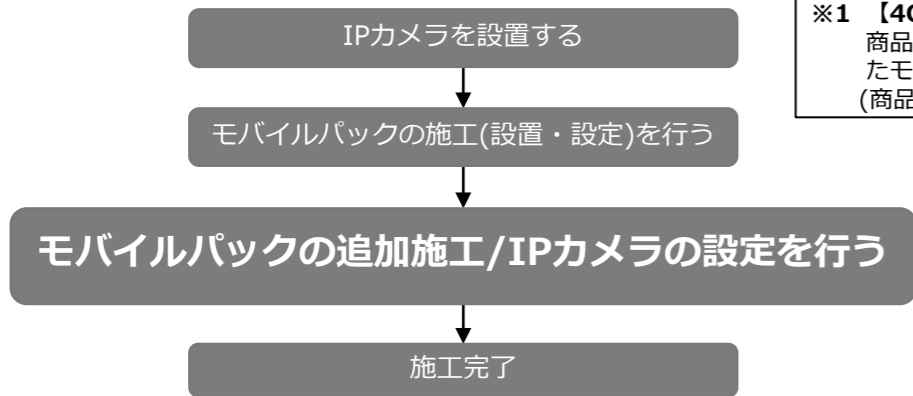 IPカメラを設置する
※1 【4
商品
たモ
(商品
モバイルパックの施工(設置・設定)を行う
モバイルパックの追加施工/IPカメラの設定を行う
施工完了